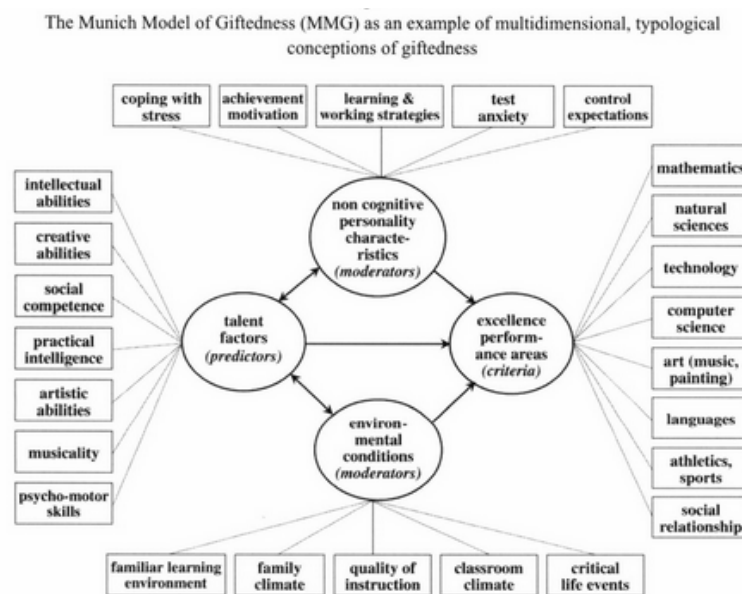 The Munich Model of Giftedness (MMG) as an example of multidimensional, typological
conceptions of giftedness
coping with
stress
achievement
motivation
learning &
working strategies
test
anxiety
control
expectations
intellectual
abilities
creative
abilities
social
competence
practical
intelligence
artistic
abilities
musicality
psycho-motor
skills
non cognitive
personality
characte-
ristics
(moderators)
talent
factors
(predictors)
excellence
perform-
ance areas
(criteria)
environ-
mental
conditions
(moderators)
mathematics
natural
sciences
technology
computer
science
art (music,
painting)
languages
athletics,
sports
social
relationship
familiar learning
environment
family
climate
quality of
instruction
classroom
climate
critical
life events